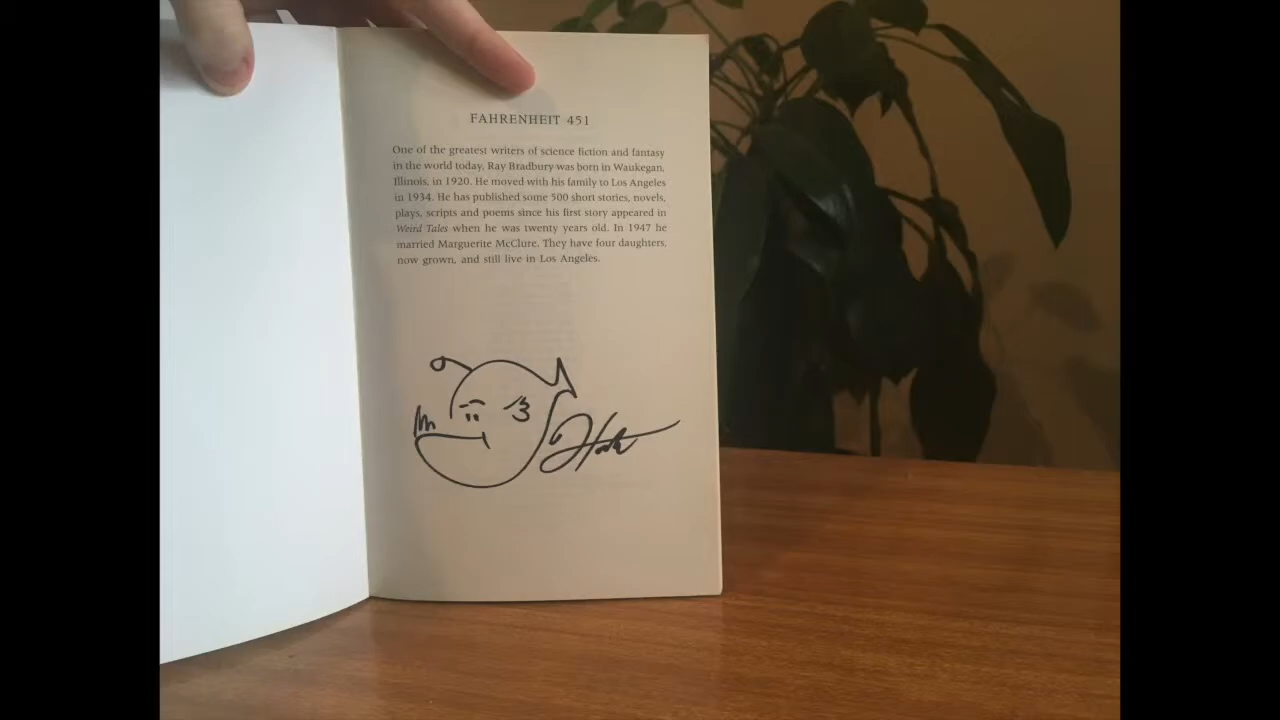 FAHRENHEIT 451
One of the greatest writers of science fiction and fantasy
in the world today, Ray Bradbury was born in Waukegan,
Illinois, in 1920. He moved with his family to Los Angeles
in 1934. He has published some 500 short stories, novels,
plays, scripts and poems since his first story appeared in
Weird Tales when he was twenty years old. In 1947 he
married Marguerite McClure. They have four daughters,
now grown, and still live in Los Angeles.